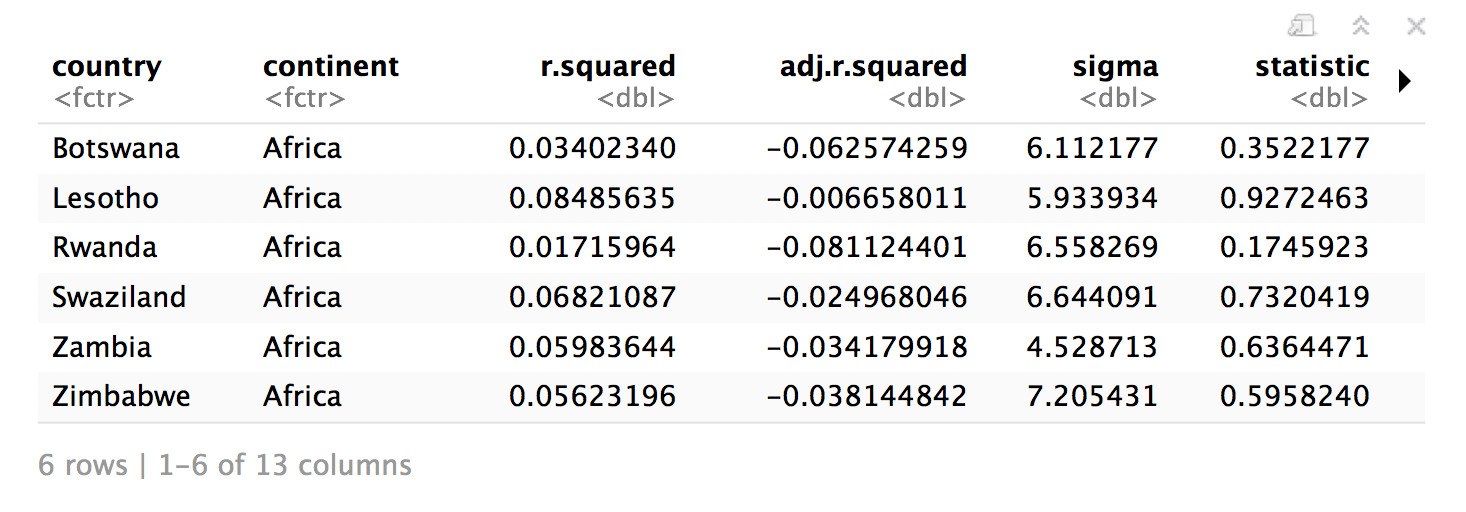 country continent r.squared adj.r.squared sigma statistic
<fctr> <fctr> <dbl> <dbl> <dbl> <dbl>
Botswana Africa 0.03402340 -0.062574259 6.112177 0.3522177
Lesotho Africa 0.08485635 -0.006658011 5.933934 0.9272463
Rwanda Africa 0.01715964 -0.081124401 6.558269 0.1745923
Swaziland Africa 0.06821087 -0.024968046 6.644091 0.7320419
Zambia Africa 0.05983644 -0.034179918 4.528713 0.6364471
Zimbabwe Africa 0.05623196 -0.038144842 7.205431 0.5958240
6 rows | 1-6 of 13 columns